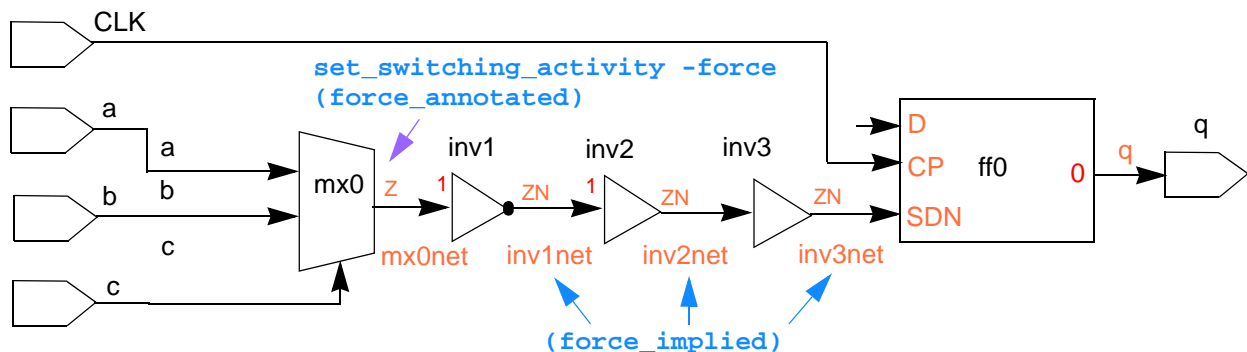 CLK
set_switching_activity -force
(force_annotated)
a
a
b
b
c
c
mx0
Z
mx0net
inv1
1
ZN
inv1net
inv2
1
ZN
inv2net
inv3
ZN
inv3net
(force_implied)
D
CP
SDN
ff0
0
q
q